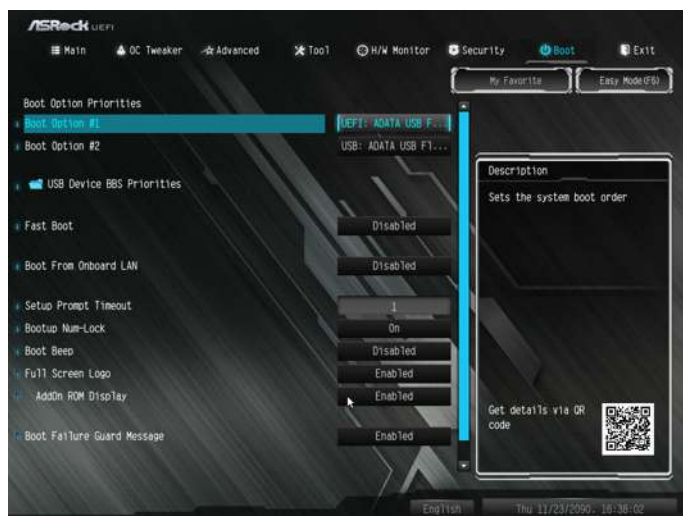 ASRock UEFI
Main OC Tweaker Advanced Tool H/W Monitor Security Boot Exit
My Favorite Easy Mode(F6)
Boot Option Priorities
Boot Option #1 UEFI: ADATA USB F...
Boot Option #2 USB: ADATA USB Fl...
USB Device BBS Priorities
Fast Boot Disabled
Boot From Onboard LAN Disabled
Setup Prompt Timeout 1
Bootup Num-Lock On
Boot Beep Disabled
Full Screen Logo Enabled
AddOn ROM Display Enabled
Boot Failure Guard Message Enabled
Description
Sets the system boot order
Get details via QR
code
English Thu 11/23/2090. 16:38:02